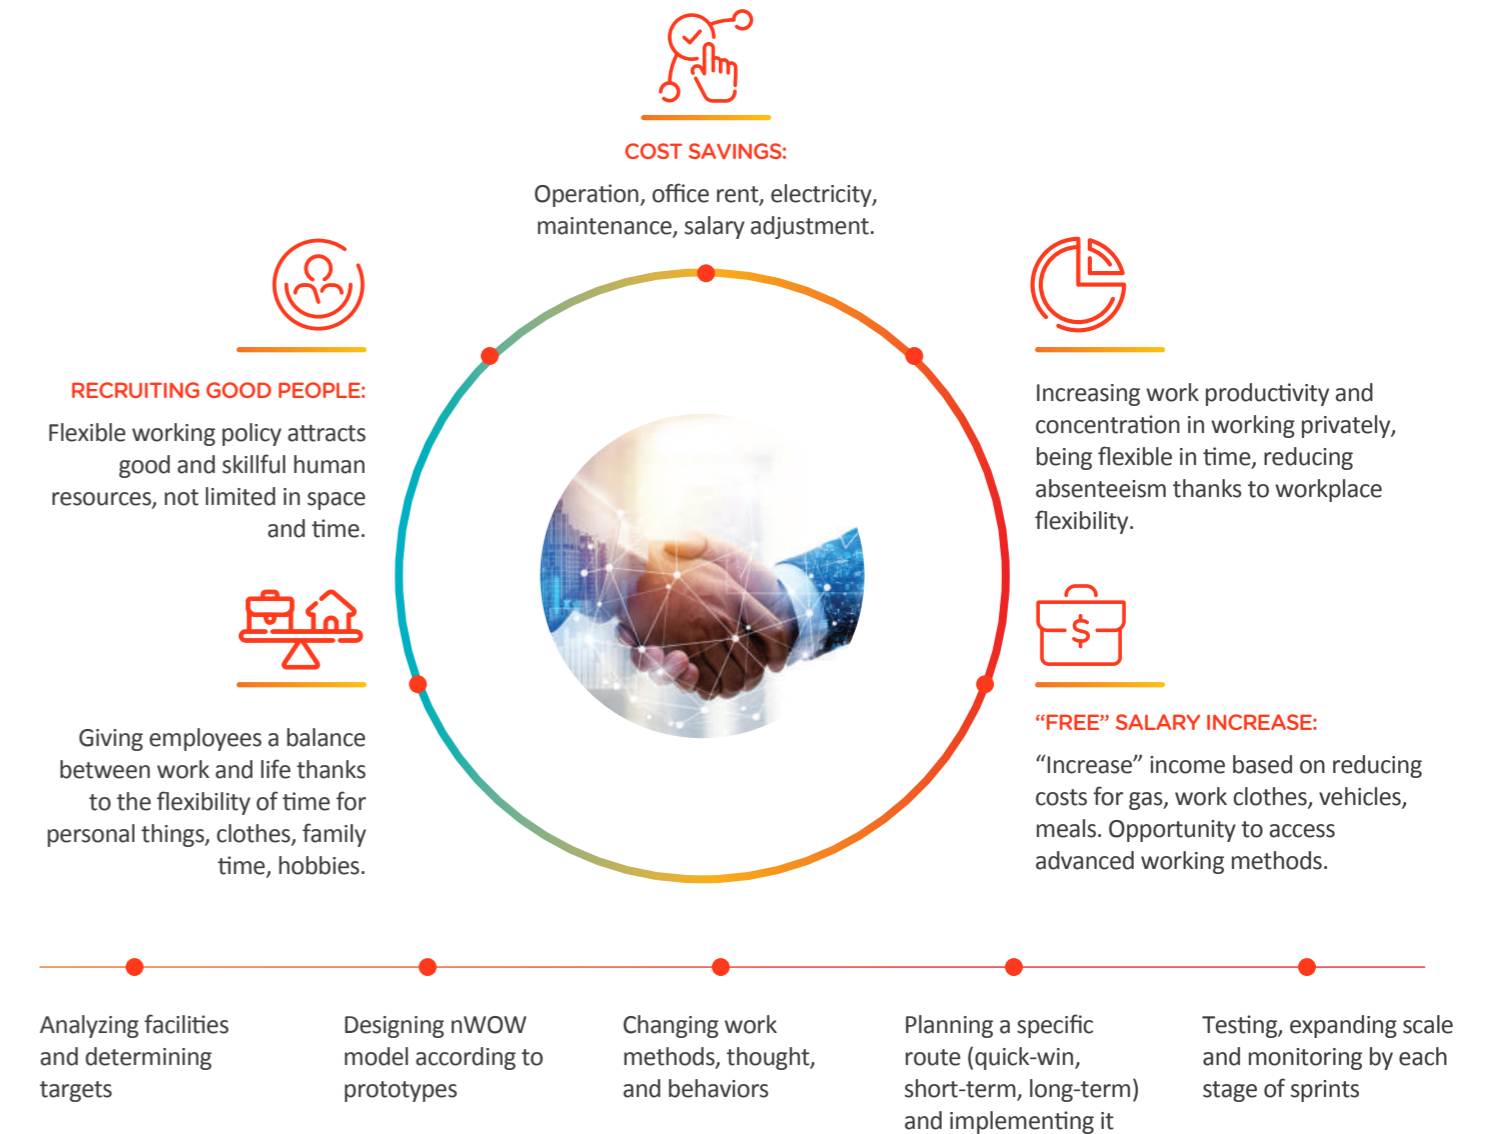 COST SAVINGS:
Operation, office rent, electricity,
maintenance, salary adjustment.
RECRUITING GOOD PEOPLE:
Flexible working policy attracts
good and skillful human
resources, not limited in space
and time.
Increasing work productivity and
concentration in working privately,
being flexible in time, reducing
absenteeism thanks to workplace
flexibility.
Giving employees a balance
between work and life thanks
to the flexibility of time for
personal things, clothes, family
time, hobbies.
$
“FREE” SALARY INCREASE:
“Increase” income based on reducing
costs for gas, work clothes, vehicles,
meals. Opportunity to access
advanced working methods.
Analyzing facilities
and determining
targets
Designing nWOW
model according to
prototypes
Changing work
methods, thought,
and behaviors
Planning a specific
route (quick-win,
short-term, long-term)
and implementing it
Testing, expanding scale
and monitoring by each
stage of sprints